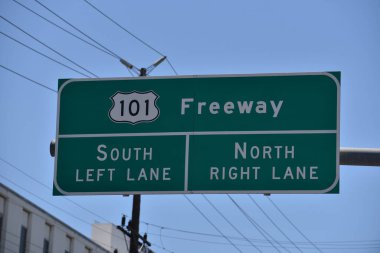 101 Freeway
SOUTH
LEFT LANE
NORTH
RIGHT LANE